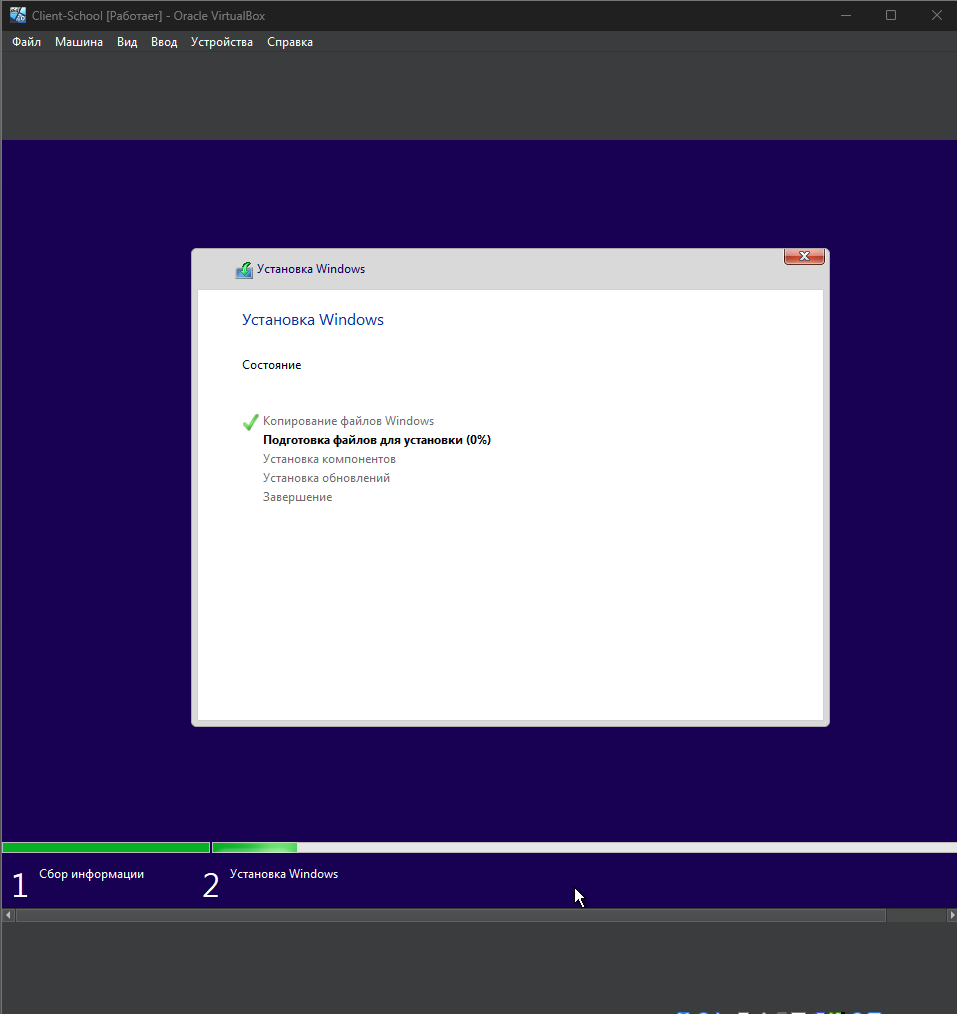 Client-School [Работает] - Oracle VirtualBox
Файл Машина Вид Ввод Устройства Справка
Установка Windows
Установка Windows
Состояние
Копирование файлов Windows
Подготовка файлов для установки (0%)
Установка компонентов
Установка обновлений
Завершение
1 Сбор информации 2 Установка Windows